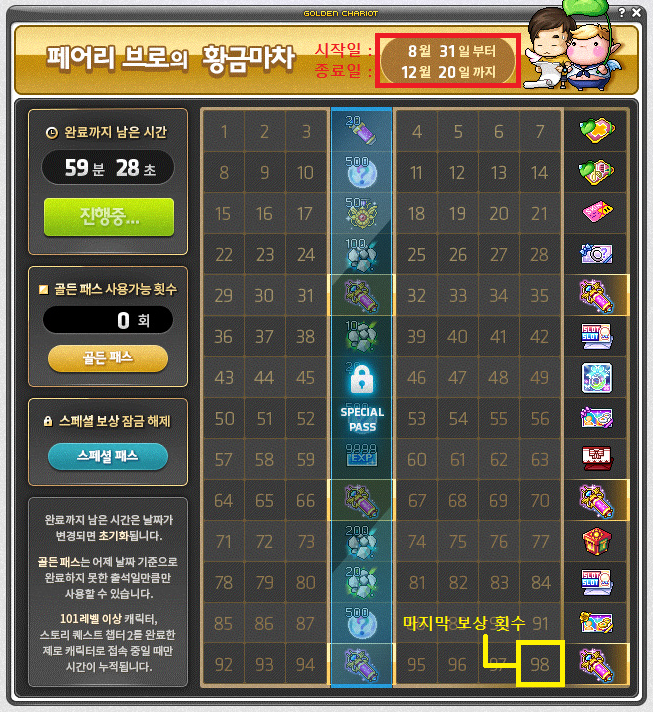 GOLDEN CHARIOT
? ×
페어리 브로의 황금마차
시작일 : 8월 31일 부터
종료일 : 12월 20일 까지
완료까지 남은 시간
59분 28초
진행중...
골든 패스 사용가능 횟수
0 회
골든 패스
스페셜 보상 잠금 해제
스페셜 패스
완료까지 남은 시간은 날짜가
변경되면 초기화됩니다.
골든 패스는 어제 날짜 기준으로
완료하지 못한 출석일만큼만
사용할 수 있습니다.
101레벨 이상 캐릭터,
스토리 퀘스트 챕터 2를 완료한
제로 캐릭터로 접속 중일 때만
시간이 누적됩니다.
1 2 3 20 4 5 6 7
8 9 10 500 11 12 13 14
15 16 17 50 18 19 20 21
22 23 24 100 25 26 27 28
29 30 31 32 33 34 35
36 37 38 10 39 40 41 42 SLOT SLOT
43 44 45 46 47 48 49
50 51 52 SPECIAL PASS 53 54 55 56
57 58 59 9999 EXP 60 61 62 63
64 65 66 67 68 69 70
71 72 73 200 74 75 76 77
78 79 80 20 81 82 83 84 SLOT SLOT
85 86 87 500 91
마지막 보상 횟수
92 93 94 95 96 97 98